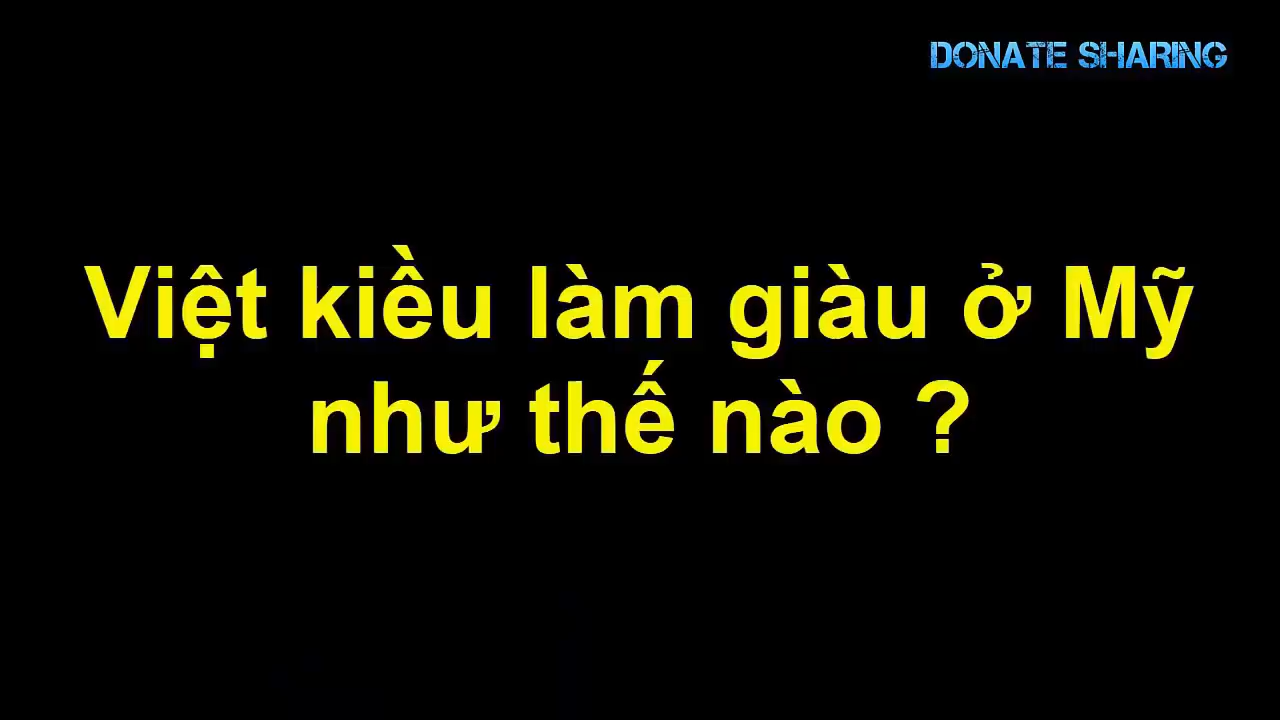 DONATE SHARING
Việt kiều làm giàu ở Mỹ
như thế nào ?